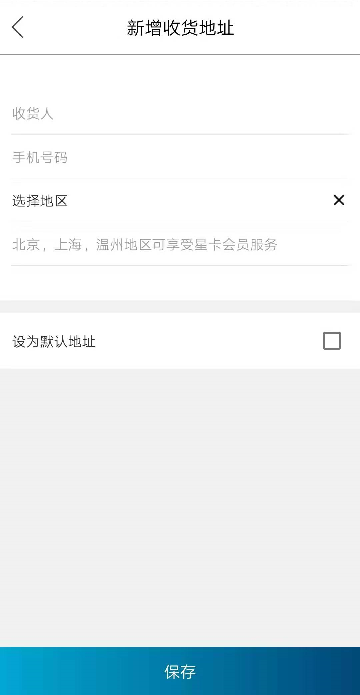 新增收货地址
收货人
手机号码
选择地区
北京，上海，温州地区可享受星卡会员服务
设为默认地址
保存